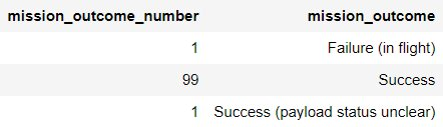 mission_outcome_number mission_outcome
1 Failure (in flight)
99 Success
1 Success (payload status unclear)